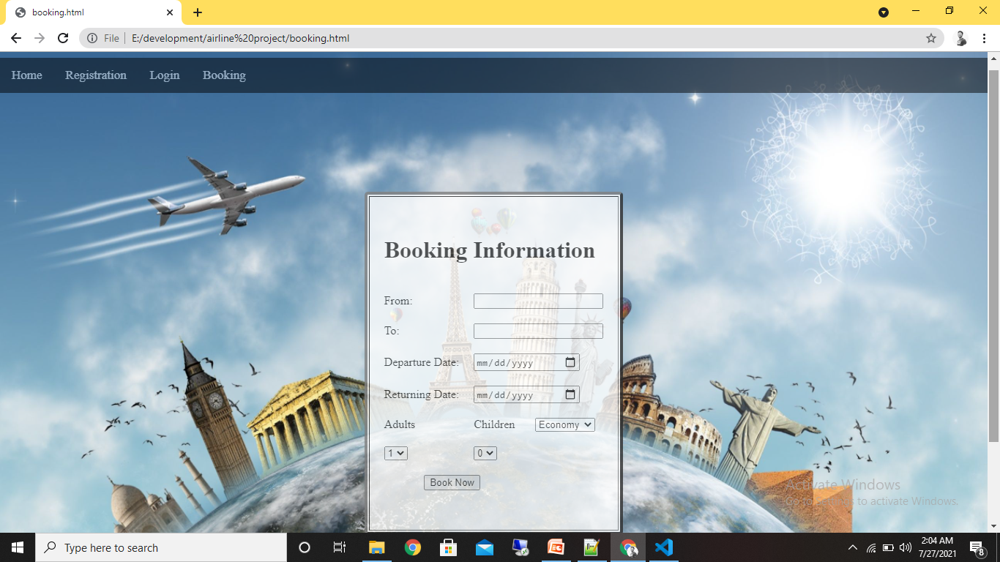 booking.html
File
E:/development/airline%20project/booking.html
Home Registration Login Booking
Booking Information
From:
To:
Departure Date: mm/dd/yyyy
Returning Date: mm/dd/yyyy
Adults Children Economy
1 0
Book Now
Activate Windows
Go to Settings to activate Windows.
Type here to search
2:04 AM
7/27/2021
8